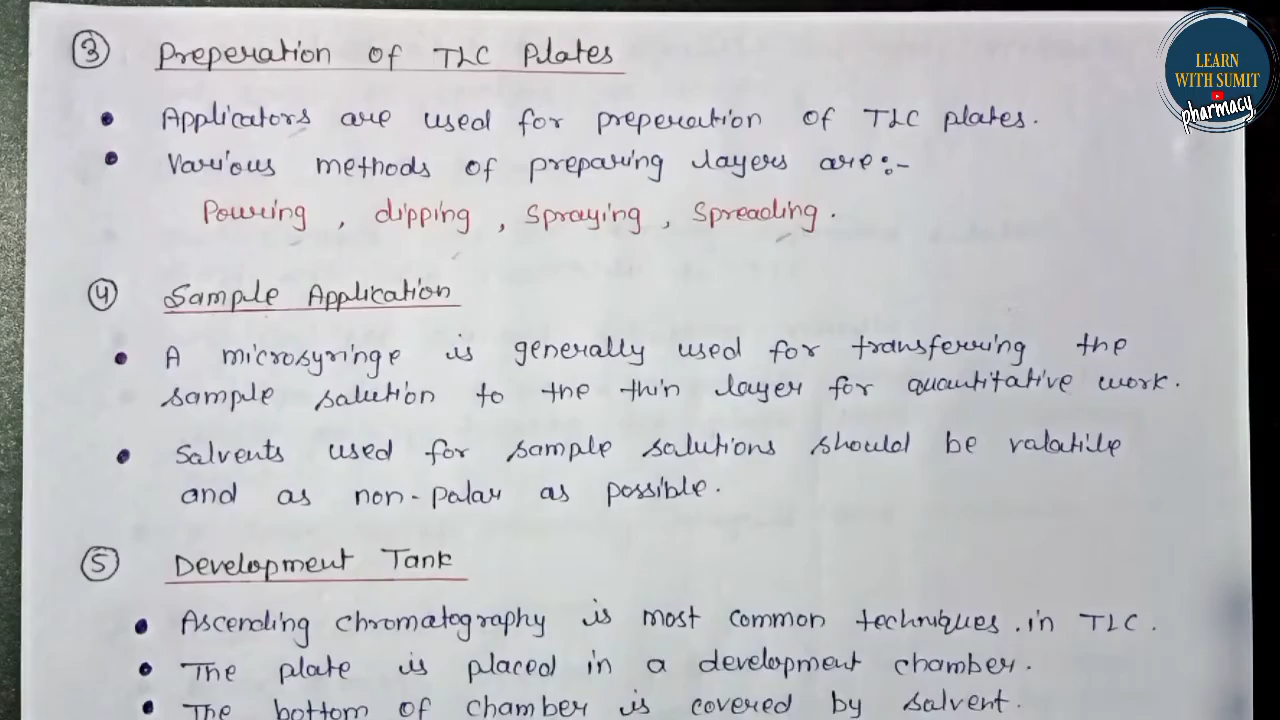 ③ Preperation of TLC Plates
• Applicators are used for preperation of TLC plates.
• Various methods of preparing layers are:-
Pouring, dipping, Spraying, Spreading.
④ Sample Application
• A microsyringe is generally used for transferring the
sample solution to the thin layer for quantitative work.
• Solvents used for sample solutions should be volatile
and as non-polar as possible.
⑤ Development Tank
• Ascending chromatography is most common techniques.in TLC.
• The plate is placed in a development chamber.
• The bottom of chamber is covered by solvent.
LEARN
WITH SUMIT
pharmacy